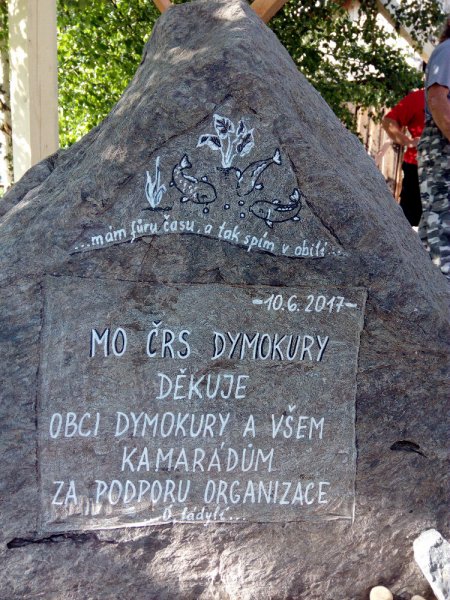 ...mám fůru času, a tak spím v obilí...
-10.6.2017-
MO ČRS DYMOKURY
DĚKUJE
OBCI DYMOKURY A VŠEM
KAMARÁDŮM
ZA PODPORU ORGANIZACE